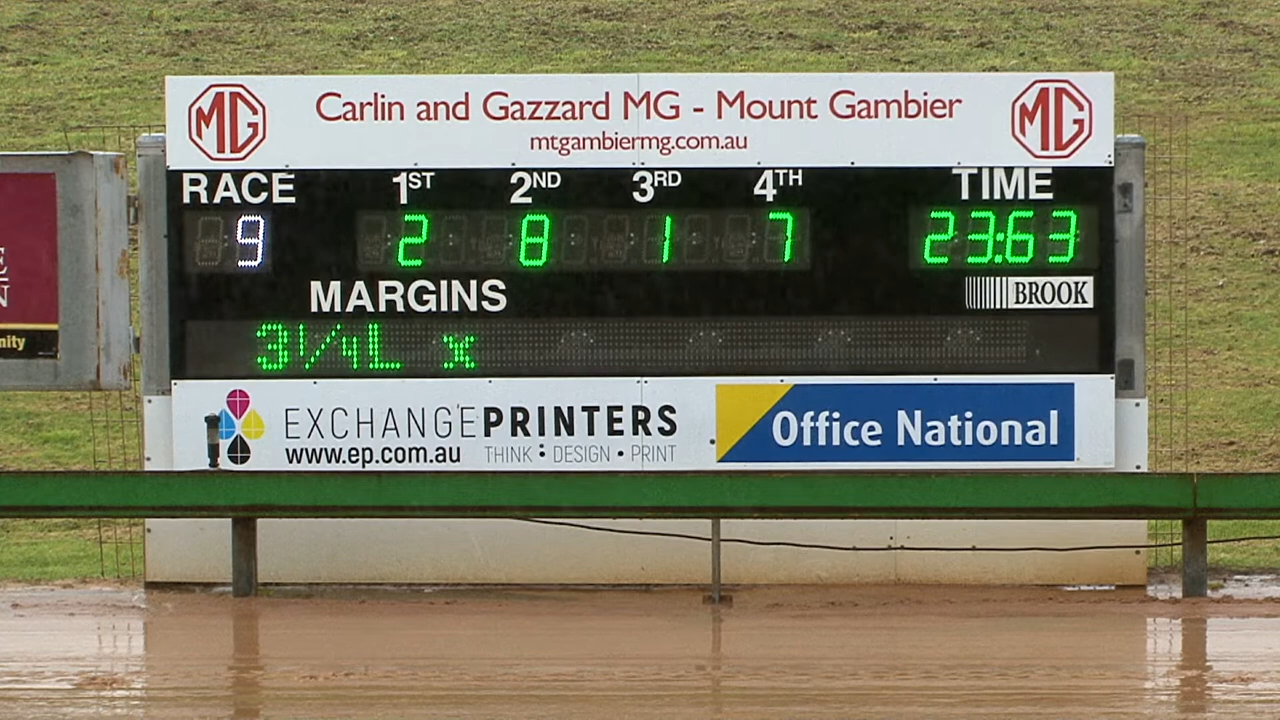 MG Carlin and Gazzard MG - Mount Gambier MG
mtgambiermg.com.au
RACE 1ST 2ND 3RD 4TH TIME
9 2 8 1 7 23:63
MARGINS BROOK
3 1/4L x
EXCHANGEPRINTERS
www.ep.com.au THINK : DESIGN • PRINT
Office National